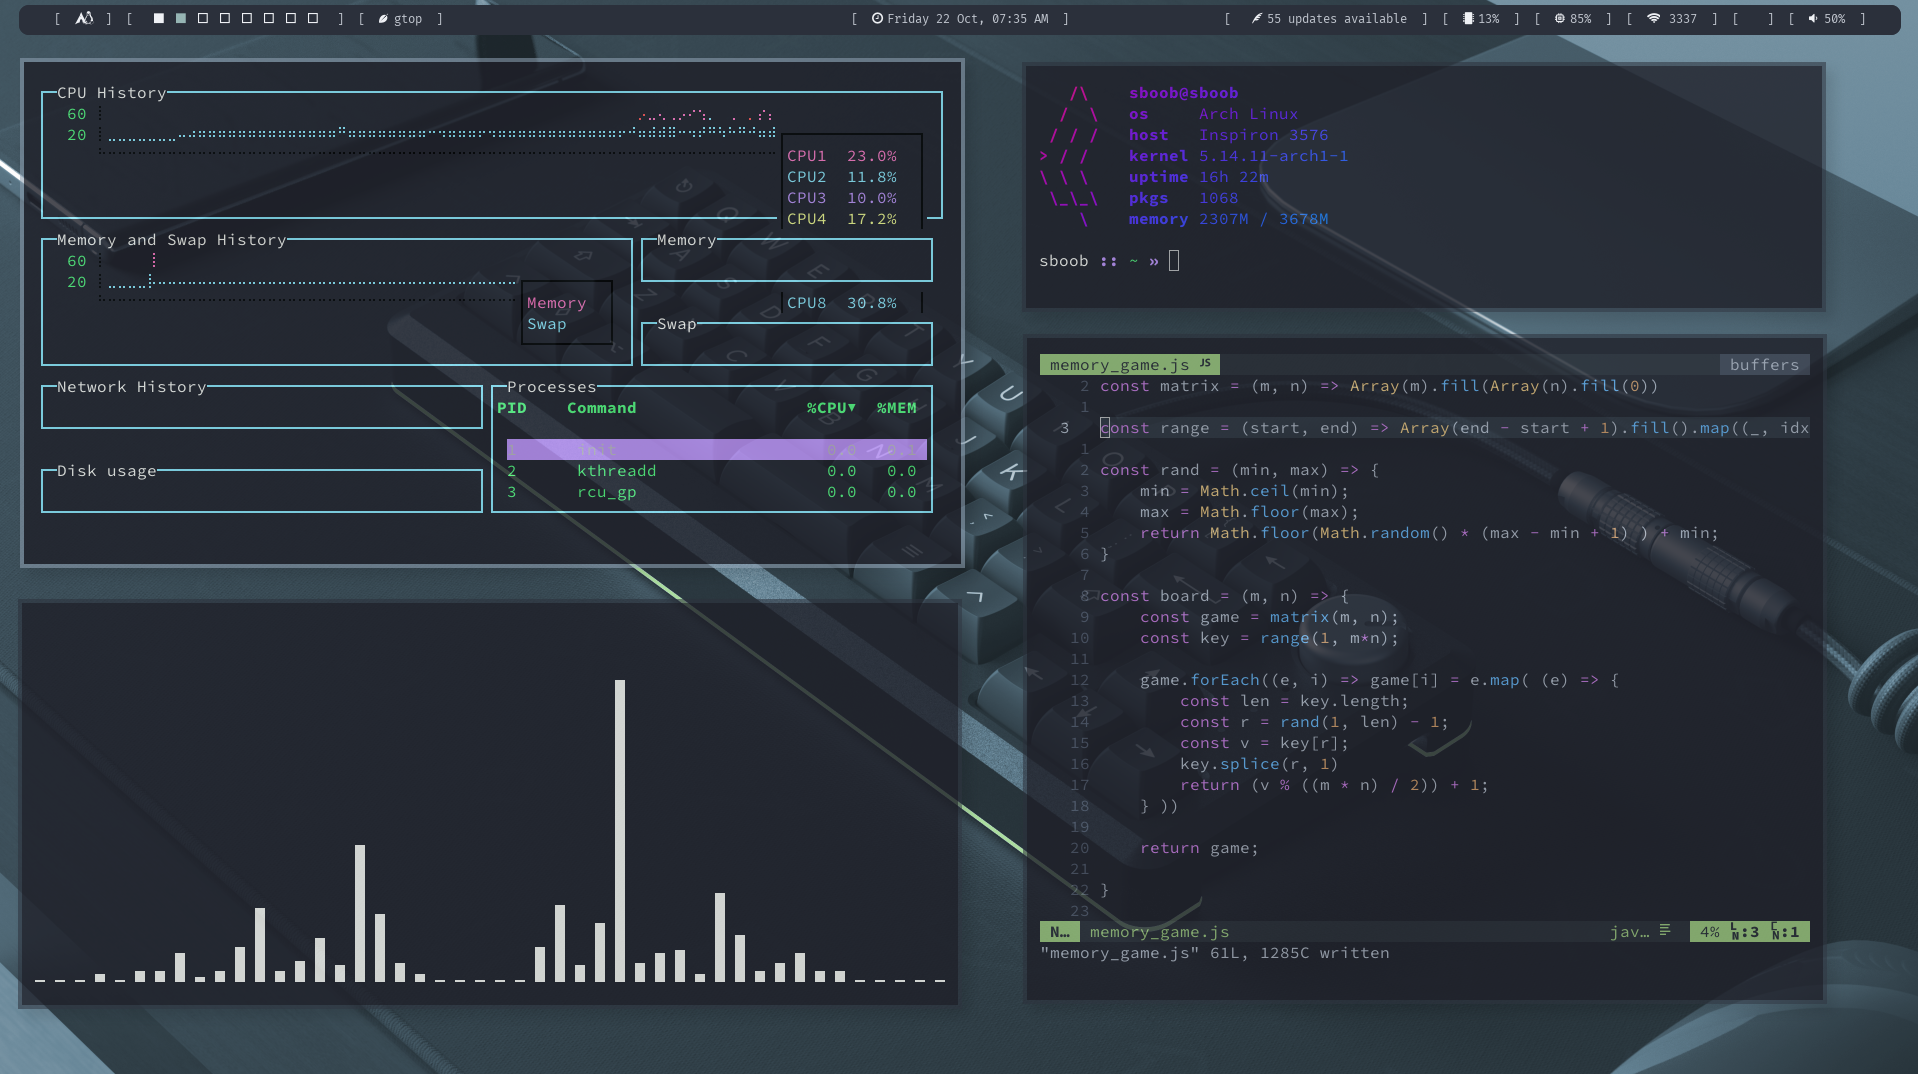 [ ] [ ] [ gtop ] [ Friday 22 Oct, 07:35 AM ] [ 55 updates available ] [ 13% ] [ 85% ] [ 3337 ] [ ] [ 50% ]
CPU History
60
20
CPU1 23.0%
CPU2 11.8%
CPU3 10.0%
CPU4 17.2%
Memory and Swap History
60
20
Memory
Swap
Memory
CPU8 30.8%
Swap
Network History
Disk usage
Processes
PID Command %CPU▼ %MEM
1 init 0.0 0.1
2 kthreadd 0.0 0.0
3 rcu_gp 0.0 0.0
/\ sboob@sboob
/ \ os Arch Linux
/ / / host Inspiron 3576
> / / kernel 5.14.11-arch1-1
\ \ \ uptime 16h 22m
\_\_\ pkgs 1068
\ memory 2307M / 3678M
sboob :: ~ »
memory_game.js JS buffers
2 const matrix = (m, n) => Array(m).fill(Array(n).fill(0))
1
3 const range = (start, end) => Array(end - start + 1).fill().map((_, idx
1
2 const rand = (min, max) => {
3 min = Math.ceil(min);
4 max = Math.floor(max);
5 return Math.floor(Math.random() * (max - min + 1) ) + min;
6 }
7
8 const board = (m, n) => {
9 const game = matrix(m, n);
10 const key = range(1, m*n);
11
12 game.forEach((e, i) => game[i] = e.map( (e) => {
13 const len = key.length;
14 const r = rand(1, len) - 1;
15 const v = key[r];
16 key.splice(r, 1)
17 return (v % ((m * n) / 2)) + 1;
18 } ))
19
20 return game;
21
22 }
23
N… memory_game.js jav… 4% LN:3 CN:1
"memory_game.js" 61L, 1285C written